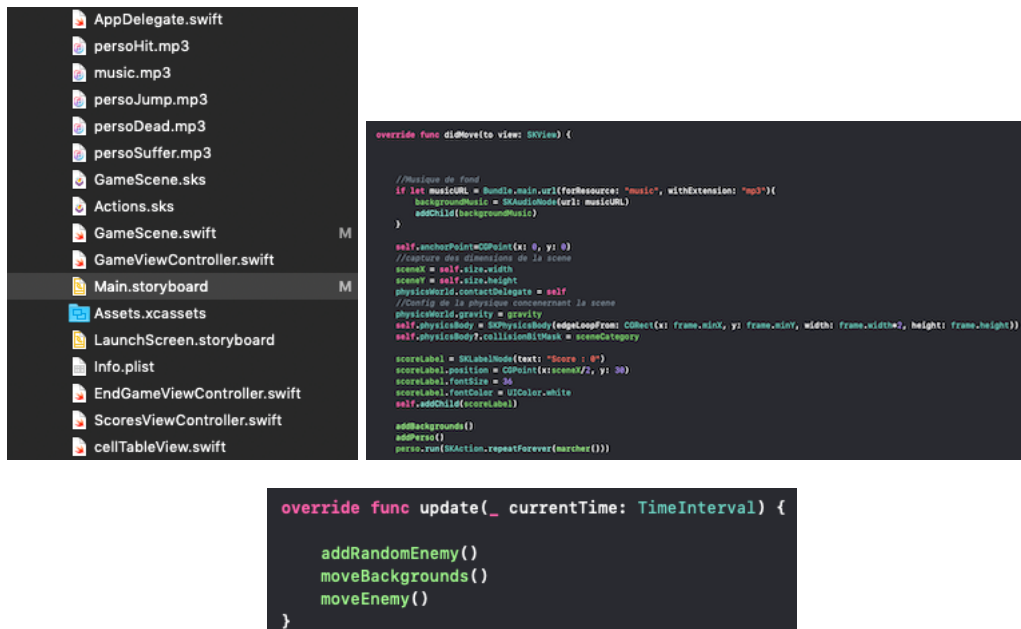 AppDelegate.swift
persoHit.mp3
music.mp3
persoJump.mp3
persoDead.mp3
persoSuffer.mp3
GameScene.sks
Actions.sks
GameScene.swift M
GameViewController.swift
Main.storyboard M
Assets.xcassets
LaunchScreen.storyboard
Info.plist
EndGameViewController.swift
ScoresViewController.swift
cellTableView.swift
override func didMove(to view: SKView) {
//Musique de fond
if let musicURL = Bundle.main.url(forResource: "music", withExtension: "mp3"){
backgroundMusic = SKAudioNode(url: musicURL)
addChild(backgroundMusic)
}
self.anchorPoint=CGPoint(x: 0, y: 0)
//capture des dimensions de la scene
sceneX = self.size.width
sceneY = self.size.height
physicsWorld.contactDelegate = self
//Config de la physique concenernant la scene
physicsWorld.gravity = gravity
self.physicsBody = SKPhysicsBody(edgeLoopFrom: CGRect(x: frame.minX, y: frame.minY, width: frame.width*2, height: frame.height))
self.physicsBody?.collisionBitMask = sceneCategory
scoreLabel = SKLabelNode(text: "Score : 0")
scoreLabel.position = CGPoint(x:sceneX/2, y: 30)
scoreLabel.fontSize = 36
scoreLabel.fontColor = UIColor.white
self.addChild(scoreLabel)
addBackgrounds()
addPerso()
perso.run(SKAction.repeatForever(marcher()))
override func update(_ currentTime: TimeInterval) {
addRandomEnemy()
moveBackgrounds()
moveEnemy()
}